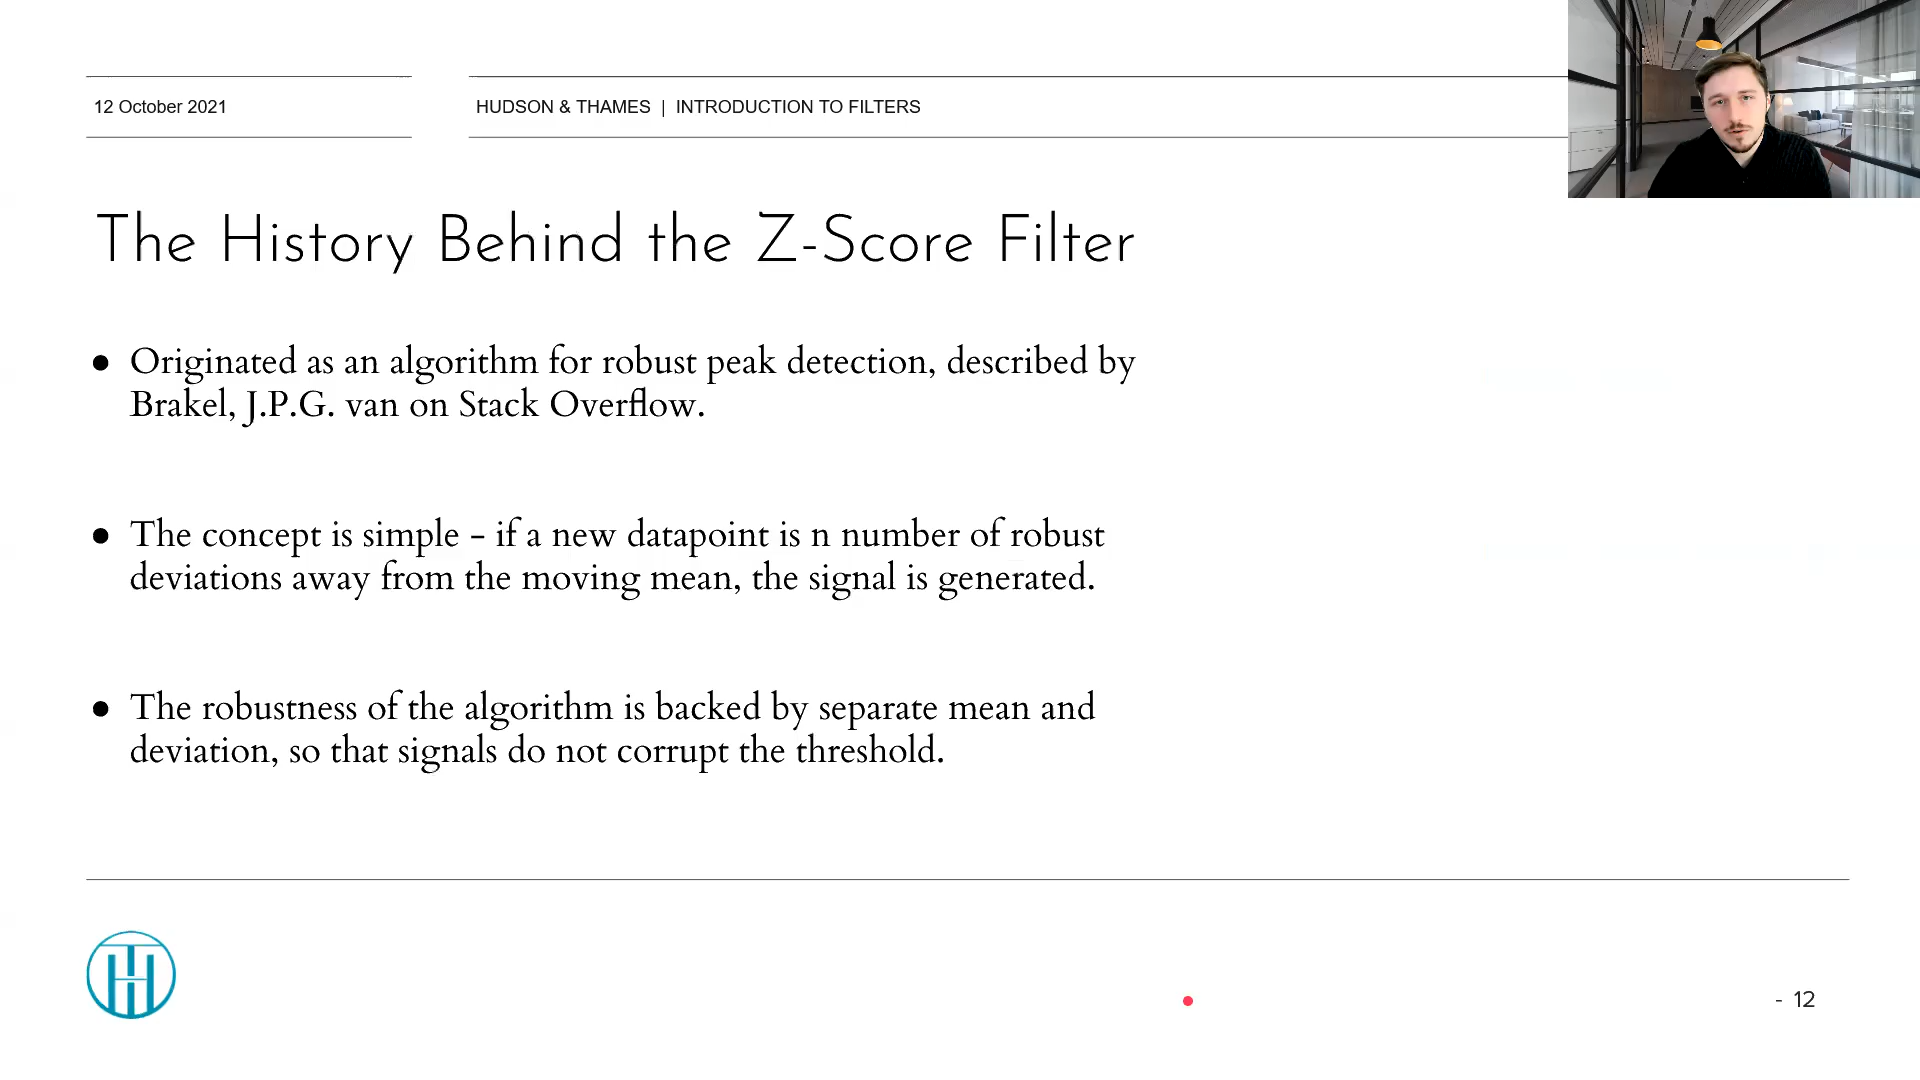 12 October 2021
HUDSON & THAMES | INTRODUCTION TO FILTERS
The History Behind the Z-Score Filter
● Originated as an algorithm for robust peak detection, described by
Brakel, J.P.G. van on Stack Overflow.
● The concept is simple - if a new datapoint is n number of robust
deviations away from the moving mean, the signal is generated.
● The robustness of the algorithm is backed by separate mean and
deviation, so that signals do not corrupt the threshold.
- 12